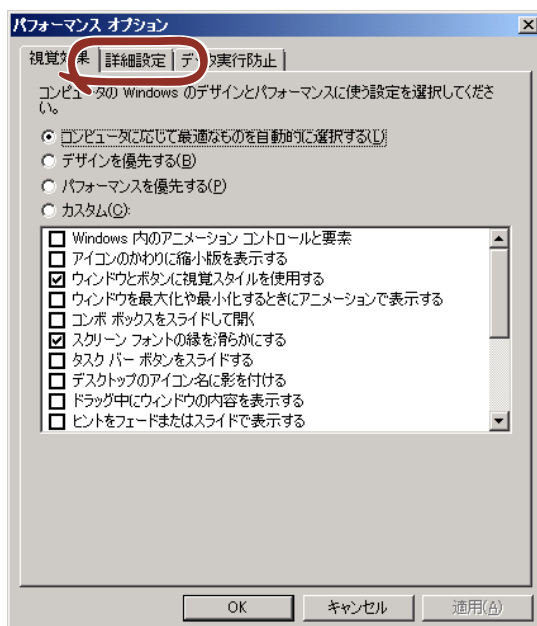 パフォーマンス オプション
視覚効果 詳細設定 データ実行防止
コンピュータの Windows のデザインとパフォーマンスに使う設定を選択してくださ
い。
コンピュータに応じて最適なものを自動的に選択する(L)
デザインを優先する(B)
パフォーマンスを優先する(P)
カスタム(C):
Windows 内のアニメーション コントロールと要素
アイコンのかわりに縮小版を表示する
ウィンドウとボタンに視覚スタイルを使用する
ウィンドウを最大化や最小化するときにアニメーションで表示する
コンボ ボックスをスライドして開く
スクリーン フォントの縁を滑らかにする
タスク バー ボタンをスライドする
デスクトップのアイコン名に影を付ける
ドラッグ中にウィンドウの内容を表示する
ヒントをフェードまたはスライドで表示する
OK キャンセル 適用(A)